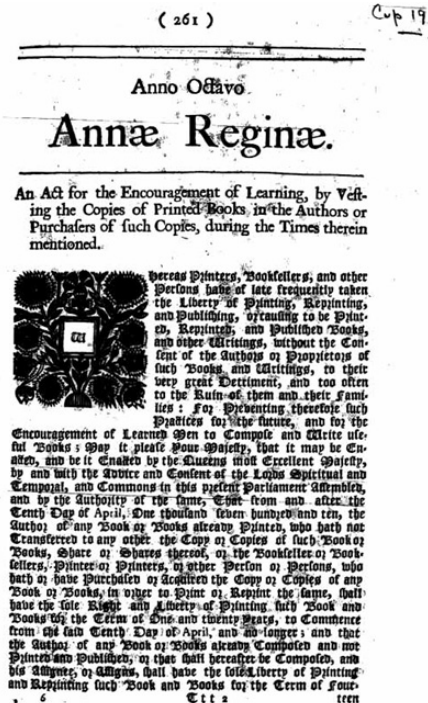 ( 261 )
Cap 19
Anno Octavo
Annæ Reginæ.
An Act for the Encouragement of Learning, by Vest-
ing the Copies of Printed Books in the Authors or
Purchasers of such Copies, during the Times therein
mentioned.
Whereas Printers, Booksellers, and other
Persons have of late frequently taken
the Liberty of Printing, Reprinting,
and Publishing, or causing to be Print-
ed, Reprinted, and Published Books,
and other Writings, without the Con-
sent of the Authors or Proprietors of
such Books and Writings, to their
very great Detriment, and too often
to the Ruin of them and their Fami-
lies : For Preventing therefore such
Practices for the future, and for the
Encouragement of Learned Men to Compose and Write use-
ful Books ; May it please Your Majesty, that it may be En-
acted, and be it Enacted by the Queens most Excellent Majesty,
by and with the Advice and Consent of the Lords Spiritual and
Temporal, and Commons in this present Parliament Assembled,
and by the Authority of the same, That from and after the
Tenth Day of April, One thousand seven hundred and ten, the
Author of any Book or Books already Printed, who hath not
Transferred to any other the Copy or Copies of such Book or
Books, Share or Shares thereof, or the Bookseller or Book-
sellers, Printer or Printers, or other Person or Persons, who
hath or have Purchased or Acquired the Copy or Copies of any
Book or Books, in order to Print or Reprint the same, shall
have the sole Right and Liberty of Printing such Book and
Books for the Term of One and twenty years, to Commence
from the said Tenth Day of April, and no longer ; and that
the Author of any Book or Books already Composed and not
Printed and Published, or that shall hereafter be Composed, and
his Assignee, or Assigns, shall have the sole Liberty of Printing
and Reprinting such Book and Books for the Term of Four-
6 Ttt 2 teen